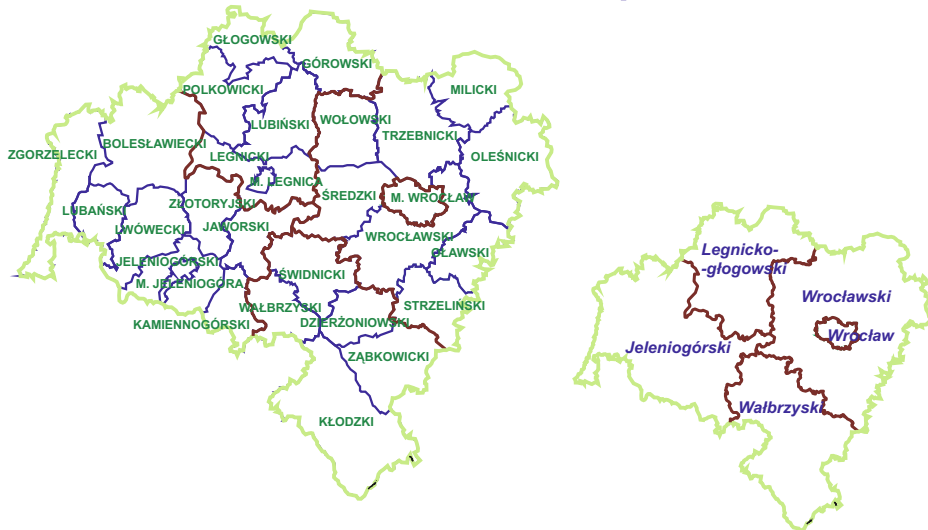 GŁOGOWSKI
GÓROWSKI
POLKOWICKI
MILICKI
LUBIŃSKI
WOŁOWSKI
TRZEBNICKI
BOLESŁAWIECKI
ZGORZELECKI
LEGNICKI
OLEŚNICKI
M. LEGNICA
LUBAŃSKI
ZŁOTORYJSKI
ŚREDZKI
M. WROCŁAW
LWÓWECKI
JAWORSKI
WROCŁAWSKI
OŁAWSKI
JELENIOGÓRSKI
M. JELENIOGÓRA
ŚWIDNICKI
WAŁBRZYSKI
STRZELIŃSKI
KAMIENNOGÓRSKI
DZIERŻONIOWSKI
ZĄBKOWICKI
KŁODZKI
Legnicko-
-głogowski
Wrocławski
Wrocław
Jeleniogórski
Wałbrzyski